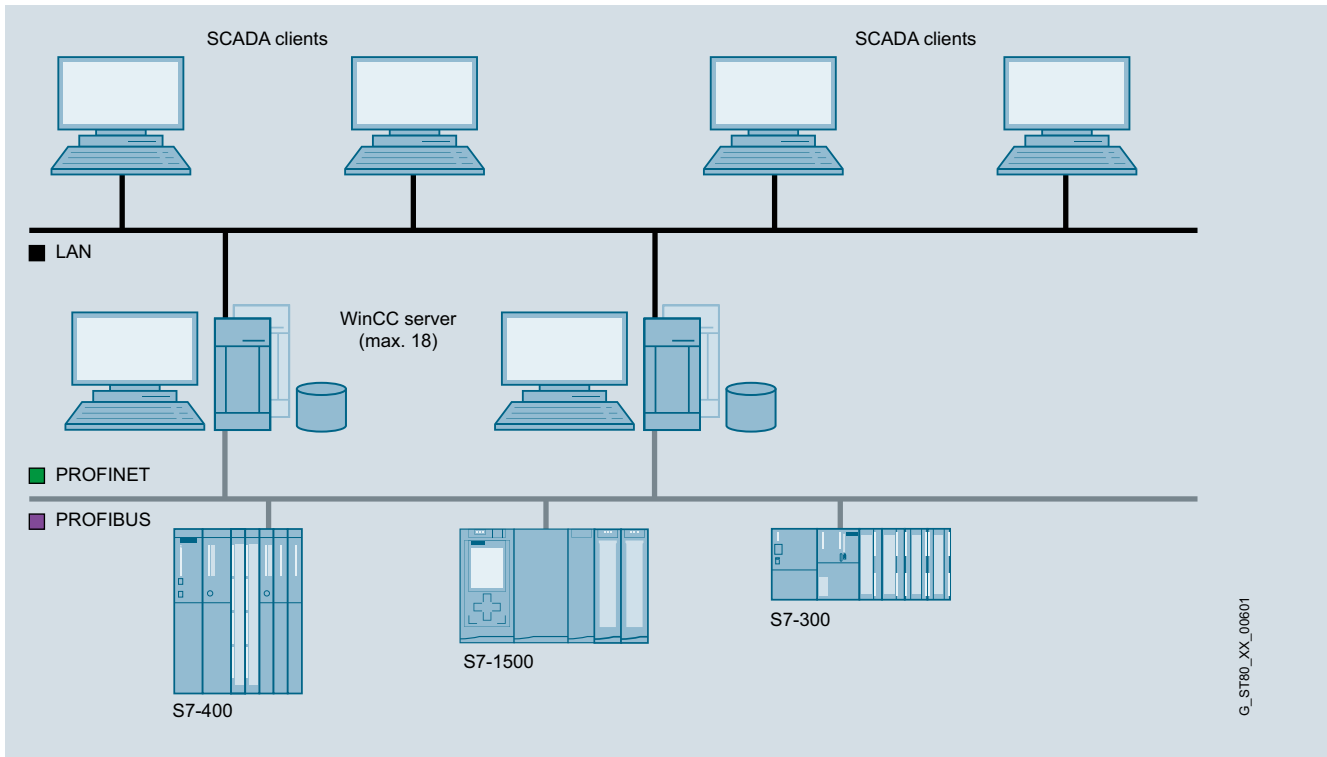 SCADA clients
SCADA clients
LAN
WinCC server
(max. 18)
PROFINET
PROFIBUS
S7-400
S7-1500
S7-300
G_ST80_XX_00601